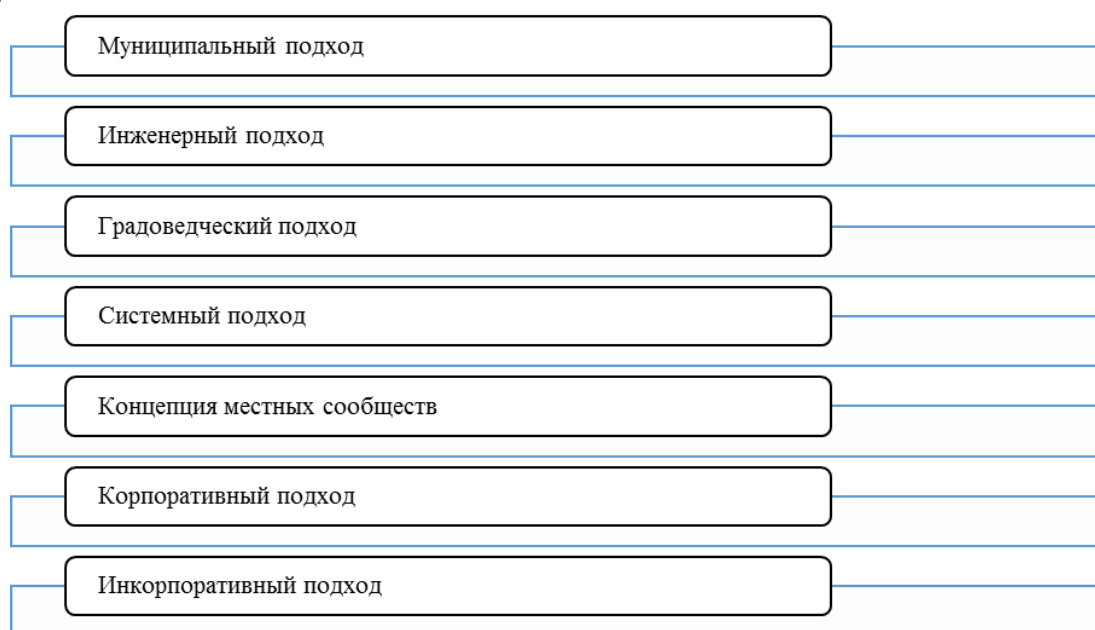 Муниципальный подход
Инженерный подход
Градоведческий подход
Системный подход
Концепция местных сообществ
Корпоративный подход
Инкорпоративный подход